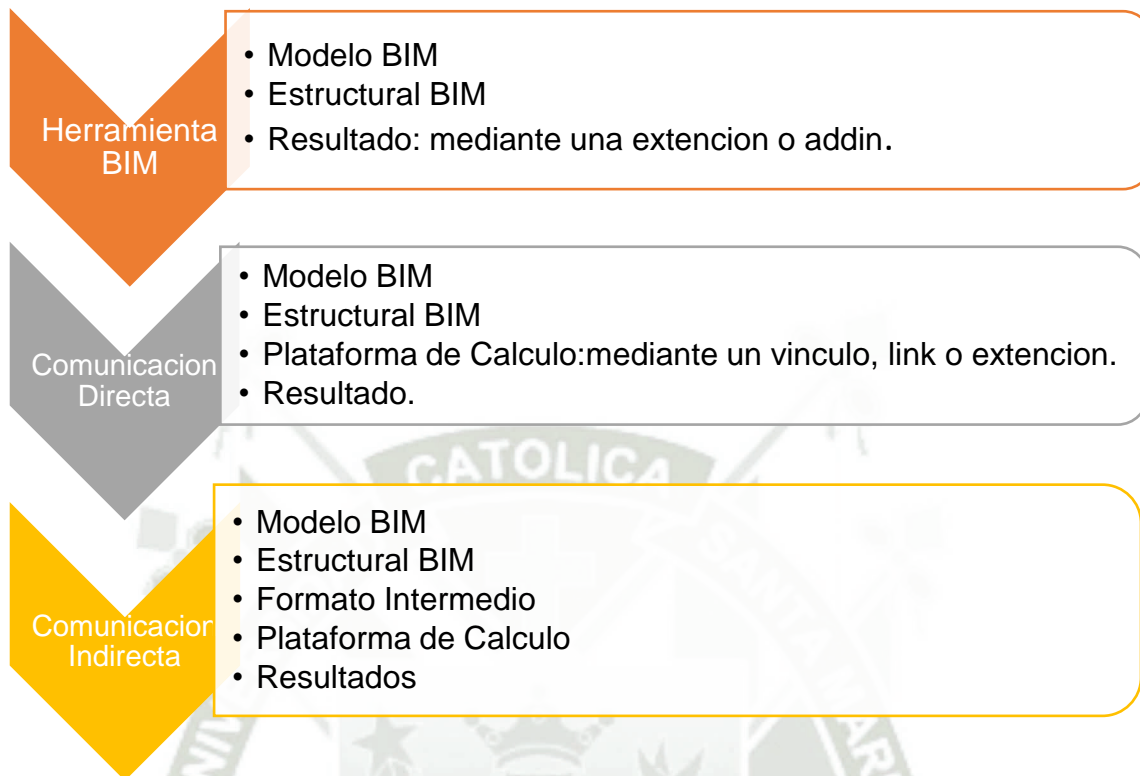 Herramienta
BIM
• Modelo BIM
• Estructural BIM
• Resultado: mediante una extencion o addin.
Comunicacion
Directa
• Modelo BIM
• Estructural BIM
• Plataforma de Calculo:mediante un vinculo, link o extencion.
• Resultado.
Comunicacion
Indirecta
• Modelo BIM
• Estructural BIM
• Formato Intermedio
• Plataforma de Calculo
• Resultados
CATOLICA
SANTA